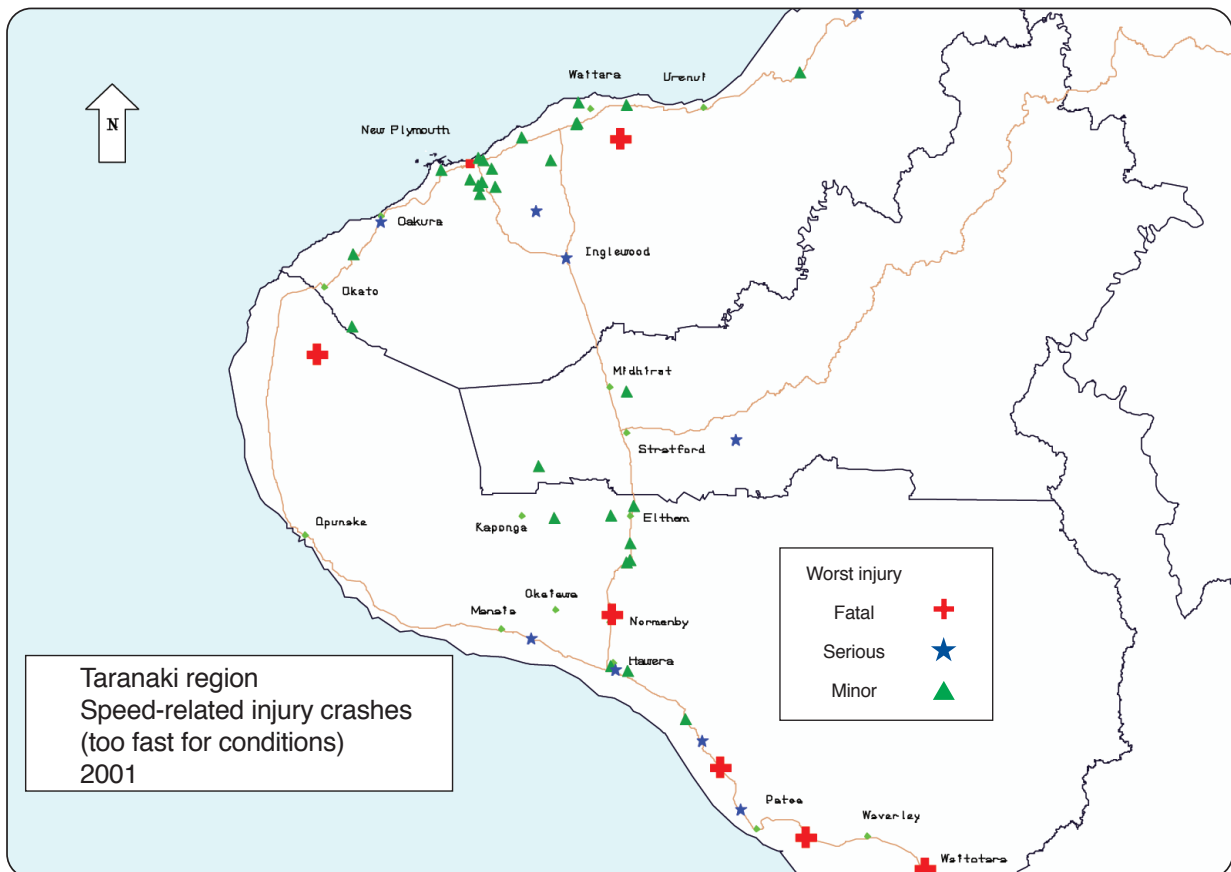 Waitara
Urenui
N
New Plymouth
Oakura
Inglewood
Okato
Midhirst
Stratford
Kaponga
Eltham
Opunake
Okaiawa
Manaia
Normanby
Hawera
Patea
Waverley
Waitotara
Worst injury
Fatal
Serious
Minor
Taranaki region
Speed-related injury crashes
(too fast for conditions)
2001